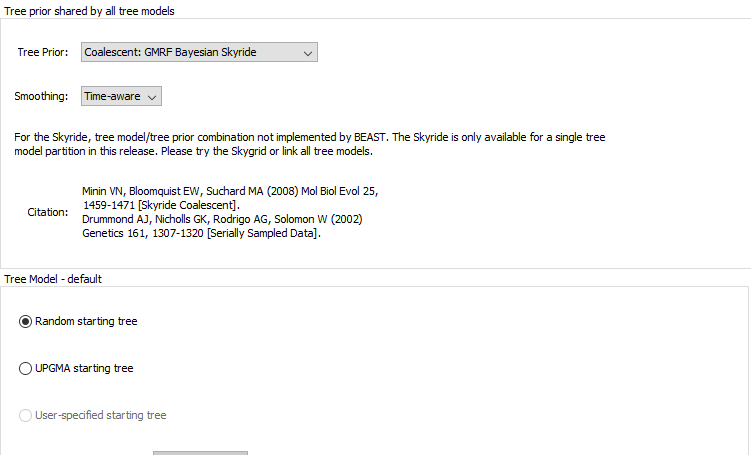 Tree prior shared by all tree models
Tree Prior: Coalescent: GMRF Bayesian Skyride
Smoothing: Time-aware
For the Skyride, tree model/tree prior combination not implemented by BEAST. The Skyride is only available for a single tree
model partition in this release. Please try the Skygrid or link all tree models.
Minin VN, Bloomquist EW, Suchard MA (2008) Mol Biol Evol 25,
1459-1471 [Skyride Coalescent].
Citation:
Drummond AJ, Nicholls GK, Rodrigo AG, Solomon W (2002)
Genetics 161, 1307-1320 [Serially Sampled Data].
Tree Model - default
Random starting tree
UPGMA starting tree
User-specified starting tree